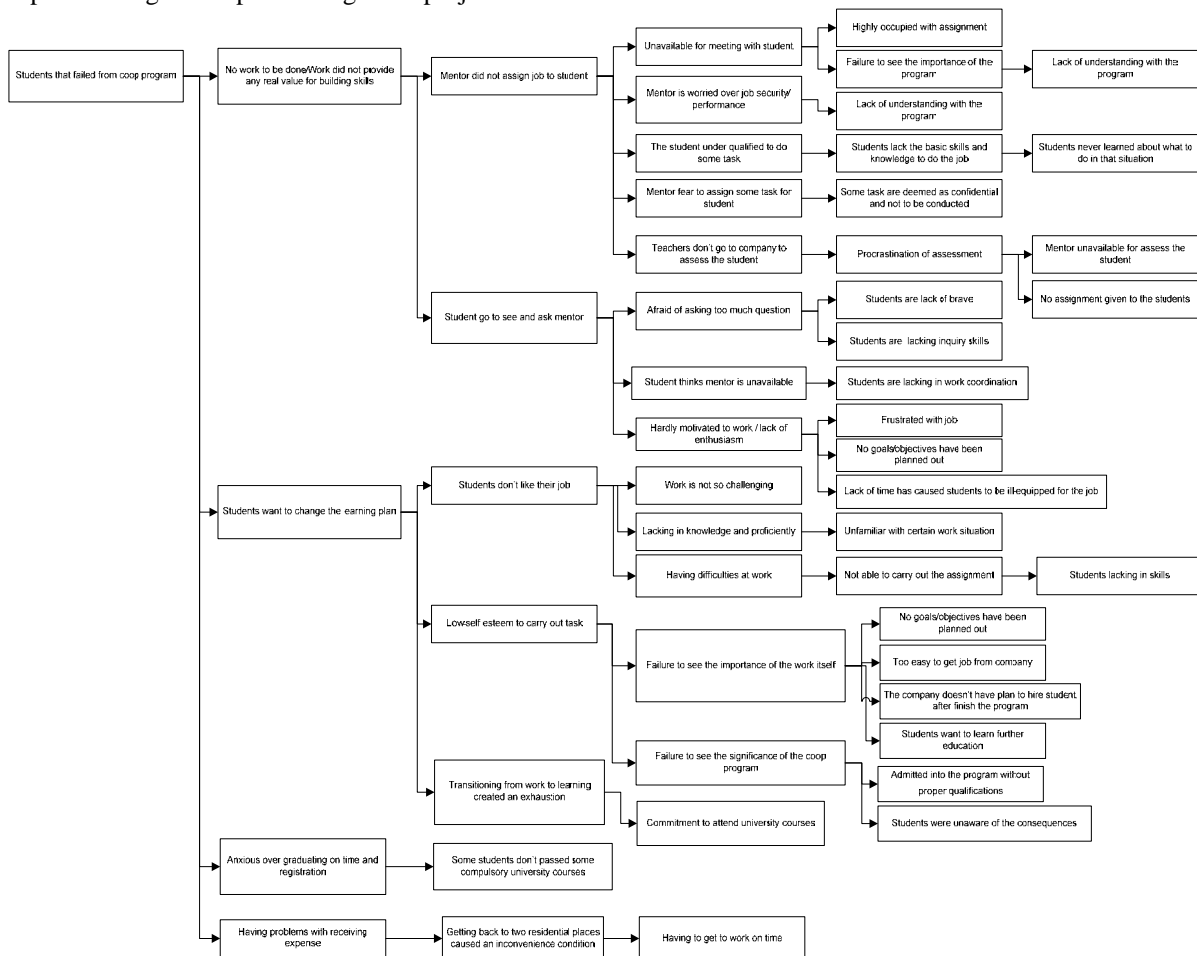 Students that failed from coop program
No work to be done/Work did not provide
any real value for building skills
Mentor did not assign job to student
Unavailable for meeting with student
Highly occupied with assignment
Failure to see the importance of the
program
Lack of understanding with the
program
Mentor is worried over job security/
performance
Lack of understanding with the
program
The student under qualified to do
some task
Students lack the basic skills and
knowledge to do the job
Students never learned about what to
do in that situation
Mentor fear to assign some task for
student
Some task are deemed as confidential
and not to be conducted
Teachers don't go to company to
assess the student
Procrastination of assessment
Mentor unavailable for assess the
student
No assignment given to the students
Student go to see and ask mentor
Afraid of asking too much question
Students are lack of brave
Students are lacking inquiry skills
Student thinks mentor is unavailable
Students are lacking in work coordination
Hardly motivated to work / lack of
enthusiasm
Frustrated with job
No goals/objectives have been
planned out
Lack of time has caused students to be ill-equipped for the job
Students want to change the earning plan
Students don't like their job
Work is not so challenging
Lacking in knowledge and proficiently
Unfamiliar with certain work situation
Having difficulties at work
Not able to carry out the assignment
Students lacking in skills
Low-self esteem to carry out task
Failure to see the importance of the work itself
No goals/objectives have been
planned out
Too easy to get job from company
The company doesn't have plan to hire student
after finish the program
Students want to learn further
education
Failure to see the significance of the coop
program
Admitted into the program without
proper qualifications
Students were unaware of the consequences
Transitioning from work to learning
created an exhaustion
Commitment to attend university courses
Anxious over graduating on time and
registration
Some students don't passed some
compulsory university courses
Having problems with receiving
expense
Getting back to two residential places
caused an inconvenience condition
Having to get to work on time